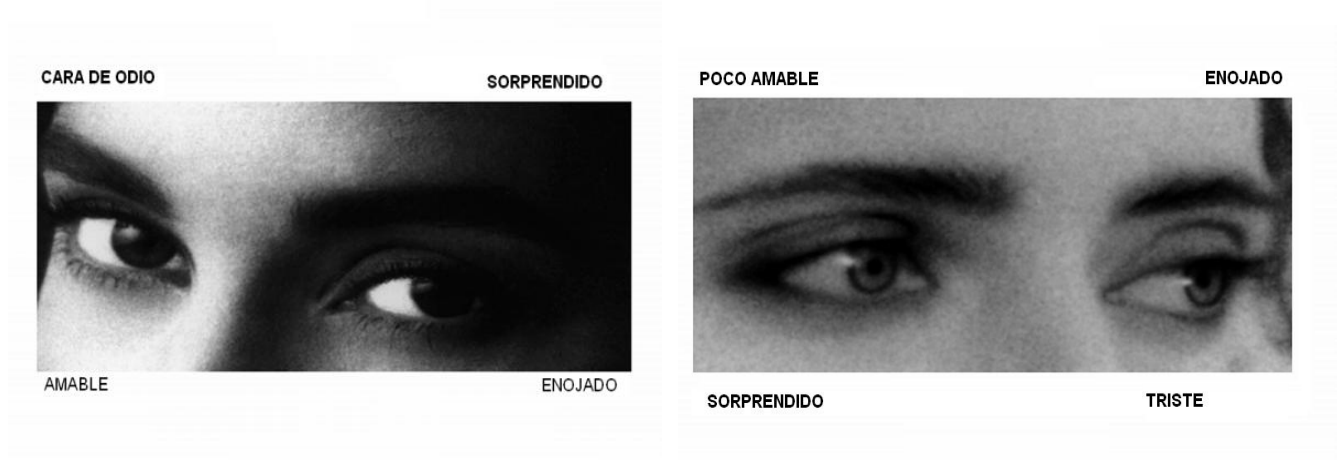 CARA DE ODIO
SORPRENDIDO
AMABLE
ENOJADO
POCO AMABLE
ENOJADO
SORPRENDIDO
TRISTE